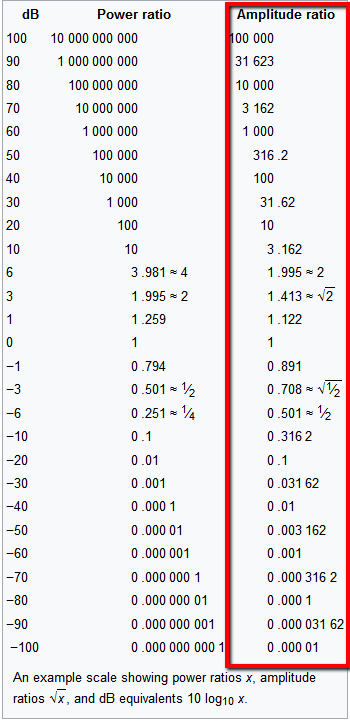 dB Power ratio Amplitude ratio
100 10 000 000 000 100 000
90 1 000 000 000 31 623
80 100 000 000 10 000
70 10 000 000 3 162
60 1 000 000 1 000
50 100 000 316 .2
40 10 000 100
30 1 000 31 .62
20 100 10
10 10 3 .162
6 3 .981 ≈ 4 1 .995 ≈ 2
3 1 .995 ≈ 2 1 .413 ≈ √2
1 1 .259 1 .122
0 1 1
−1 0 .794 0 .891
−3 0 .501 ≈ 1⁄2 0 .708 ≈ √1⁄2
−6 0 .251 ≈ 1⁄4 0 .501 ≈ 1⁄2
−10 0 .1 0 .316 2
−20 0 .01 0 .1
−30 0 .001 0 .031 62
−40 0 .000 1 0 .01
−50 0 .000 01 0 .003 162
−60 0 .000 001 0 .001
−70 0 .000 000 1 0 .000 316 2
−80 0 .000 000 01 0 .000 1
−90 0 .000 000 001 0 .000 031 62
−100 0 .000 000 000 1 0 .000 01
An example scale showing power ratios x, amplitude
ratios √x, and dB equivalents 10 log₁₀ x.